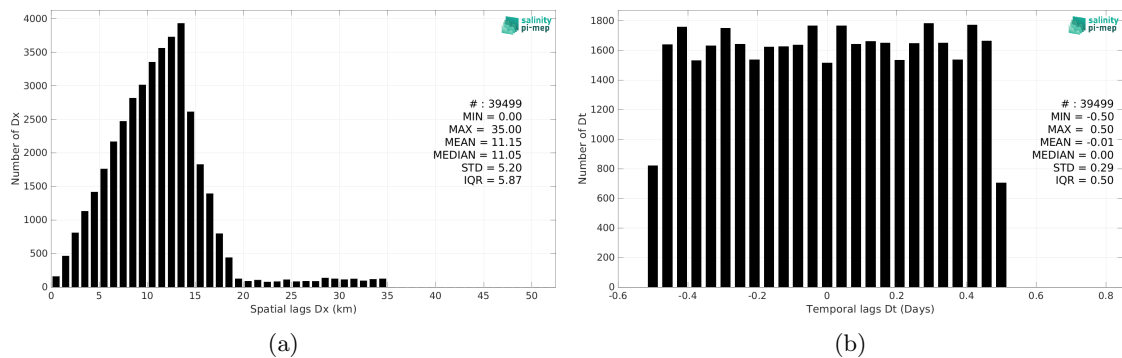 4000
3500
3000
2500
2000
1500
1000
500
0
Number of Dx
0 5 10 15 20 25 30 35 40 45 50
Spatial lags Dx (km)
salinity
pi-mep
# : 39499
MIN = 0.00
MAX = 35.00
MEAN = 11.15
MEDIAN = 11.05
STD = 5.20
IQR = 5.87
(a)
1800
1600
1400
1200
1000
800
600
400
200
0
Number of Dt
-0.6 -0.4 -0.2 0 0.2 0.4 0.6 0.8
Temporal lags Dt (Days)
salinity
pi-mep
# : 39499
MIN = -0.50
MAX = 0.50
MEAN = -0.01
MEDIAN = 0.00
STD = 0.29
IQR = 0.50
(b)